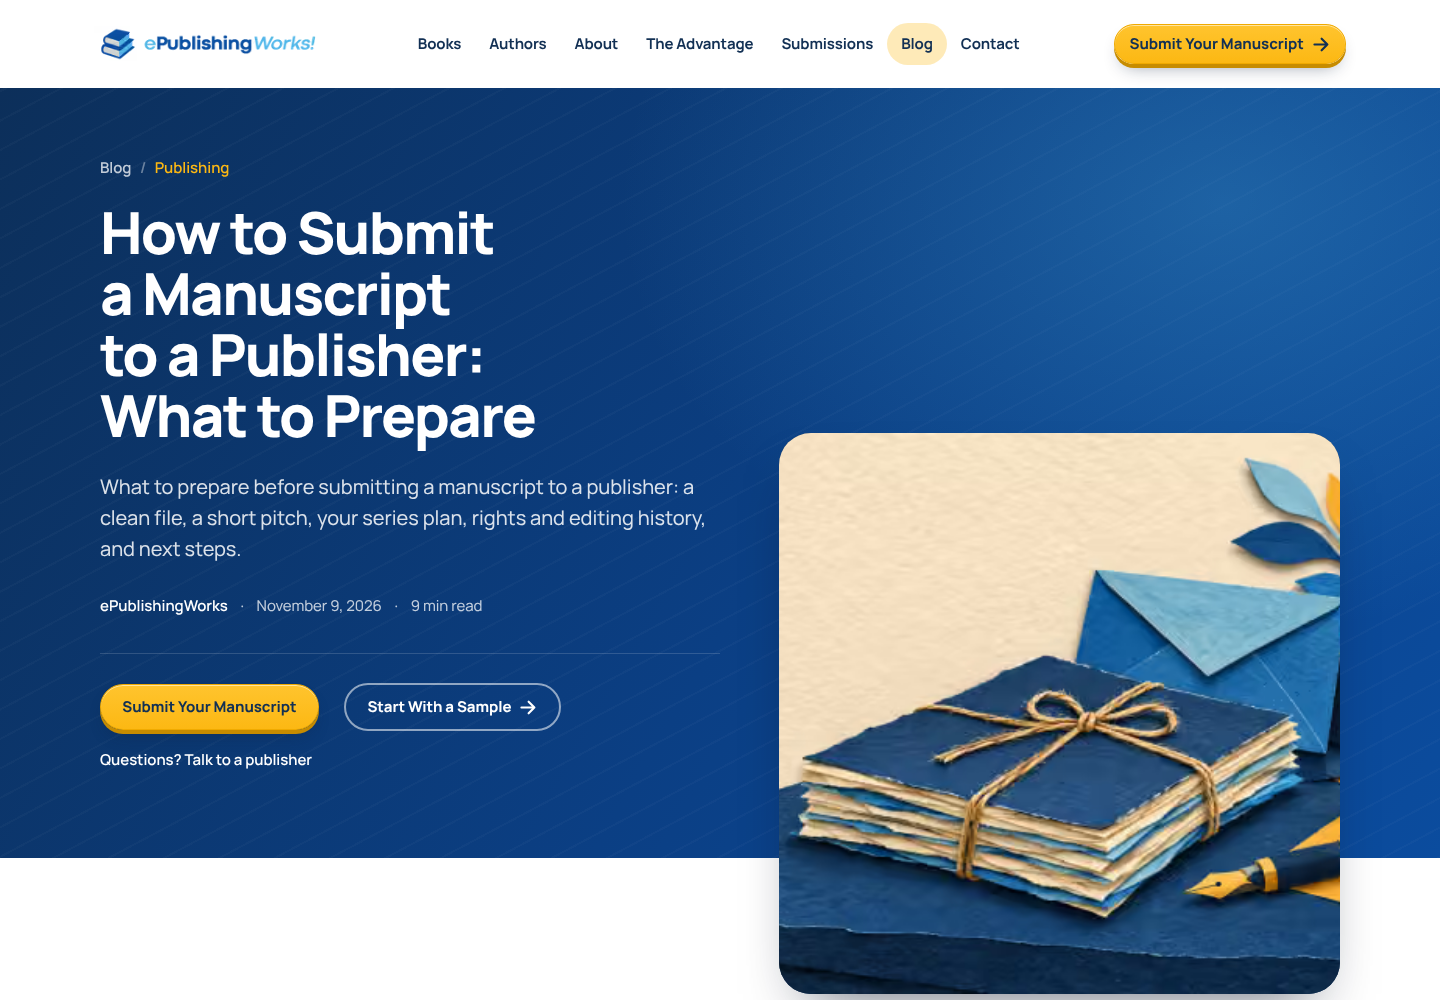 ePublishingWorks!
Books Authors About The Advantage Submissions Blog Contact
Submit Your Manuscript
Blog / Publishing
How to Submit
a Manuscript
to a Publisher:
What to Prepare
What to prepare before submitting a manuscript to a publisher: a
clean file, a short pitch, your series plan, rights and editing history,
and next steps.
ePublishingWorks · November 9, 2026 · 9 min read
Submit Your Manuscript
Start With a Sample
Questions? Talk to a publisher